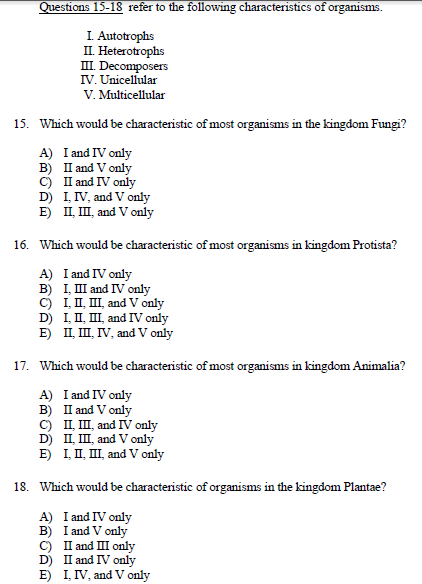 Questions 15-18 refer to the following characteristics of organisms.
I. Autotrophs
II. Heterotrophs
III. Decomposers
IV. Unicellular
V. Multicellular
15. Which would be characteristic of most organisms in the kingdom Fungi?
A) I and IV only
B) II and V only
C) II and IV only
D) I, IV, and V only
E) II, III, and V only
16. Which would be characteristic of most organisms in kingdom Protista?
A) I and IV only
B) I, III and IV only
C) I, II, III, and V only
D) I, II, III, and IV only
E) II, III, IV, and V only
17. Which would be characteristic of most organisms in kingdom Animalia?
A) I and IV only
B) II and V only
C) II, III, and IV only
D) II, III, and V only
E) I, II, III, and V only
18. Which would be characteristic of organisms in the kingdom Plantae?
A) I and IV only
B) I and V only
C) II and III only
D) II and IV only
E) I, IV, and V only